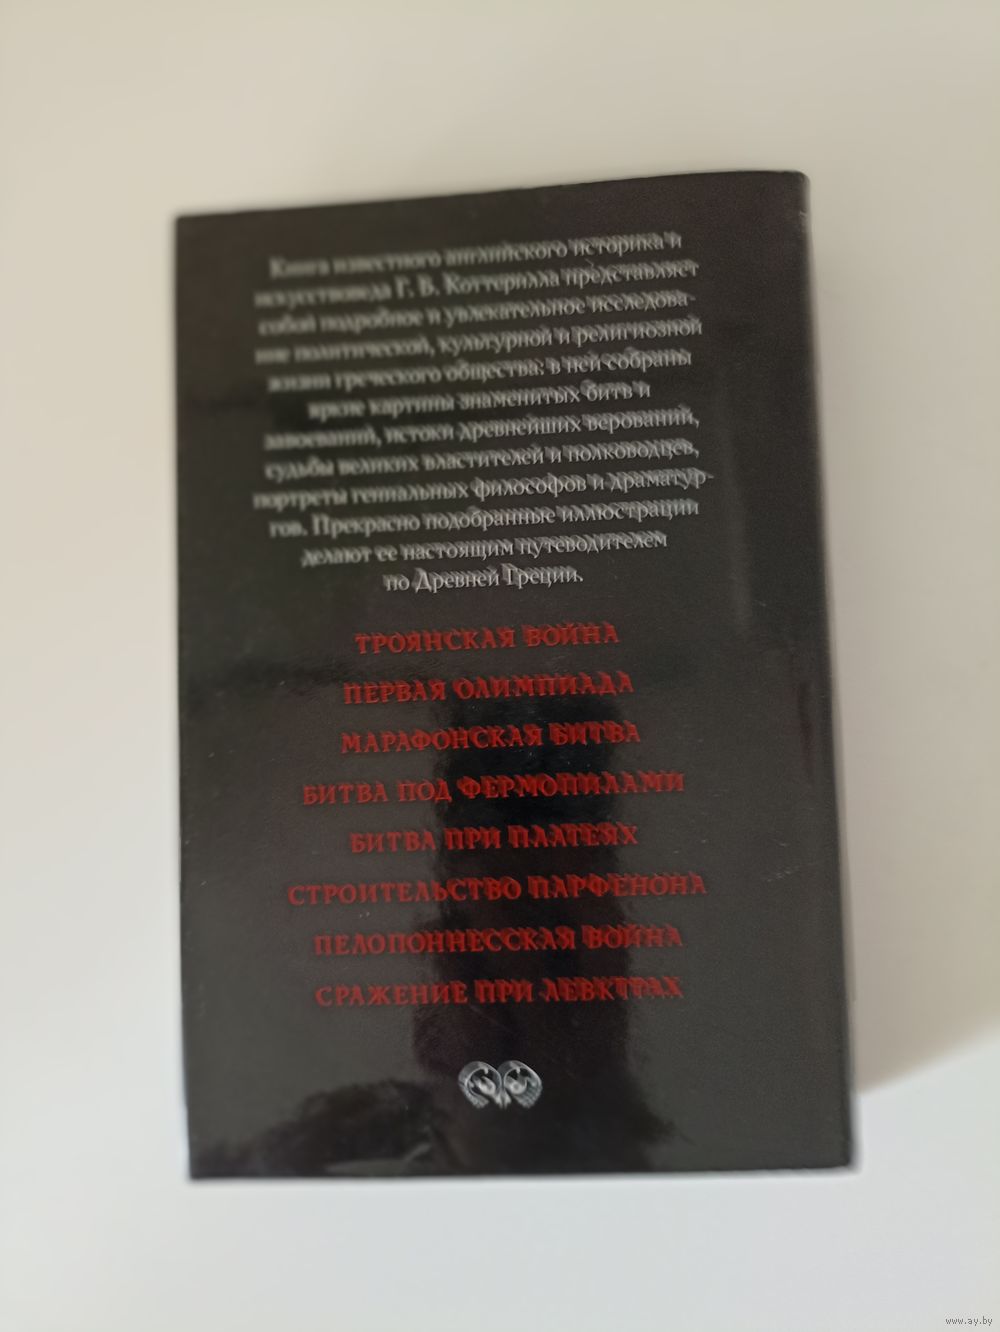 Книга известного английского историка и
искусствоведа Г. В. Коттерилла представляет
собой подробное и увлекательное исследова-
ние политической, культурной и религиозной
жизни греческого общества: в ней собраны
яркие картины знаменитых битв и
завоеваний, истоки древнейших верований,
судьбы великих властителей и полководцев,
портреты гениальных философов и драматур-
гов. Прекрасно подобранные иллюстрации
делают ее настоящим путеводителем
по Древней Греции.
ТРОЯНСКАЯ ВОЙНА
ПЕРВАЯ ОЛИМПИАДА
МАРАФОНСКАЯ БИТВА
БИТВА ПОД ФЕРМОПИЛАМИ
БИТВА ПРИ ПЛАТЕЯХ
СТРОИТЕЛЬСТВО ПАРФЕНОНА
ПЕЛОПОННЕССКАЯ ВОЙНА
СРАЖЕНИЕ ПРИ ЛЕВКТРАХ
www.ay.by